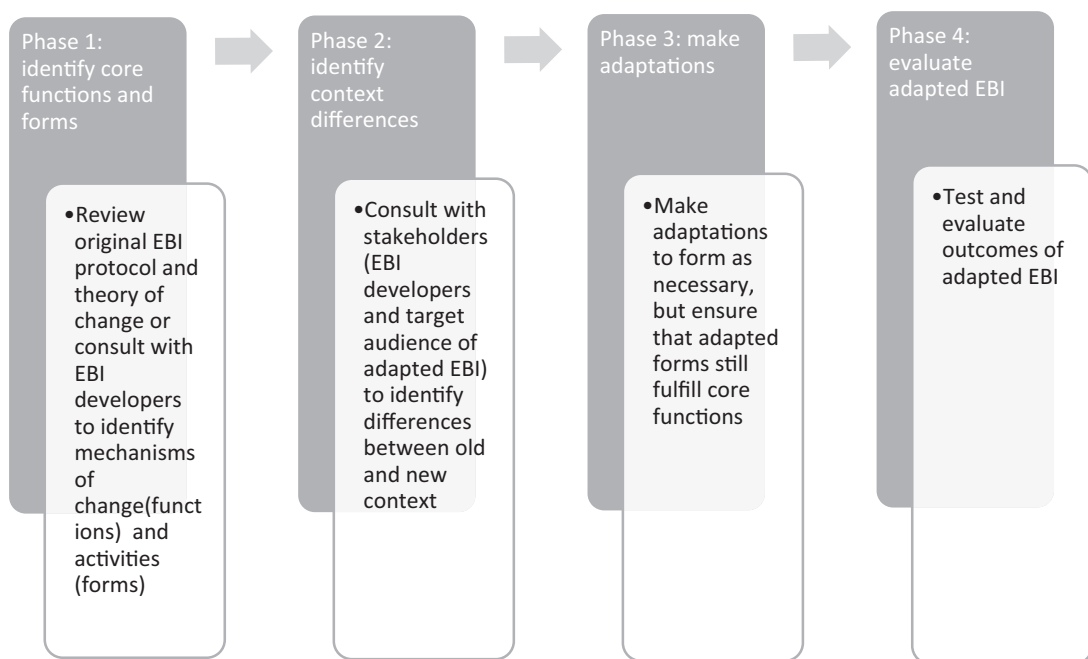 Phase 1:
identify core
functions and
forms
•Review
original EBI
protocol and
theory of
change or
consult with
EBI
developers
to identify
mechanisms
of
change(funct
ions) and
activities
(forms)
Phase 2:
identify
context
differences
•Consult with
stakeholders
(EBI
developers
and target
audience of
adapted EBI)
to identify
differences
between old
and new
context
Phase 3: make
adaptations
•Make
adaptations
to form as
necessary,
but ensure
that adapted
forms still
fulfill core
functions
Phase 4:
evaluate
adapted EBI
•Test and
evaluate
outcomes of
adapted EBI